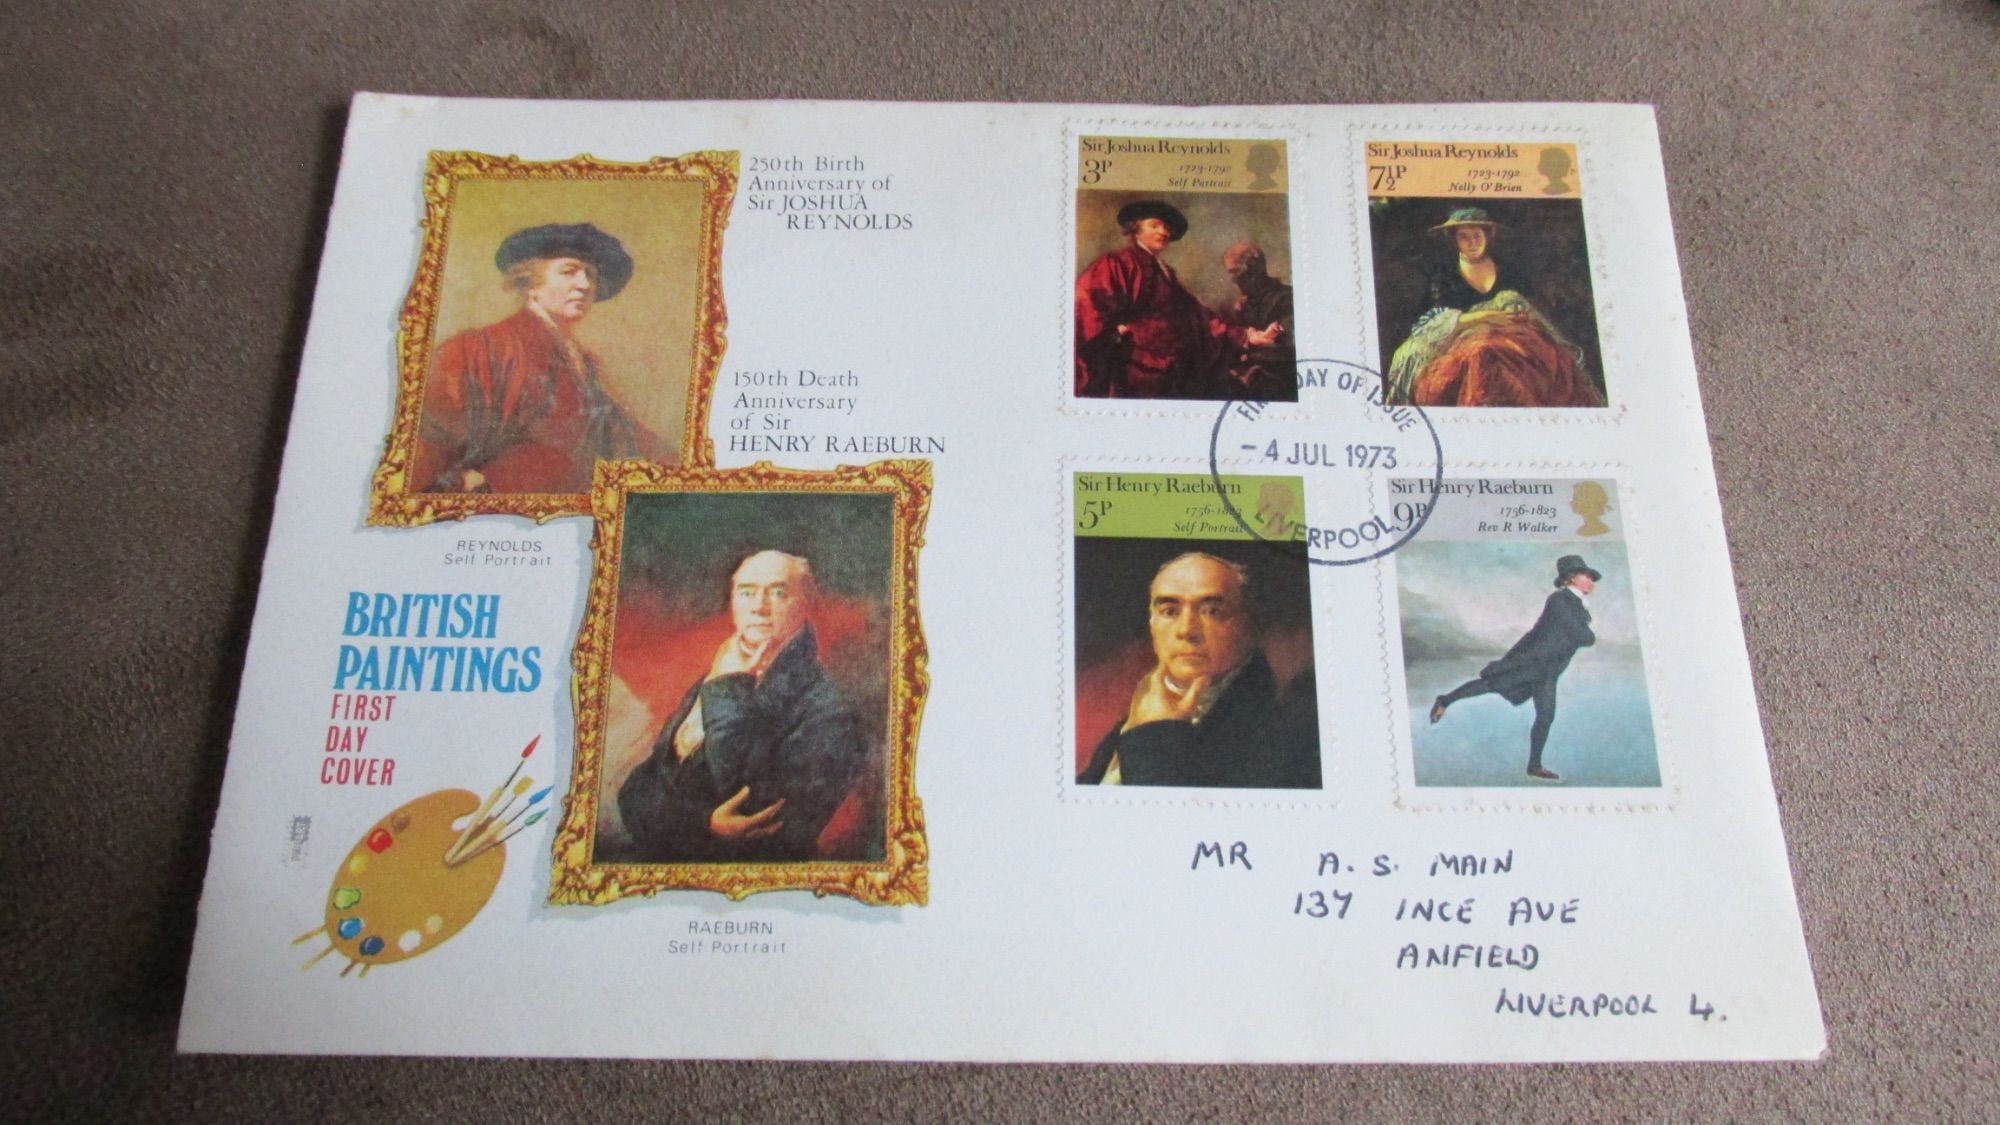 250th Birth
Anniversary of
Sir JOSHUA
REYNOLDS
150th Death
Anniversary
of Sir
HENRY RAEBURN
REYNOLDS
Self Portrait
BRITISH
PAINTINGS
FIRST
DAY
COVER
PHILART
RAEBURN
Self Portrait
Sir Joshua Reynolds
3P
1723-1792
Self Portrait
Sir Joshua Reynolds
7½P
1723-1792
Nelly O'Brien
FIRST DAY OF ISSUE
- 4 JUL 1973
LIVERPOOL
Sir Henry Raeburn
5P
1756-1823
Self Portrait
Sir Henry Raeburn
9P
1756-1823
Rev R Walker
MR A. S. MAIN
137 INCE AVE
ANFIELD
LIVERPOOL 4.